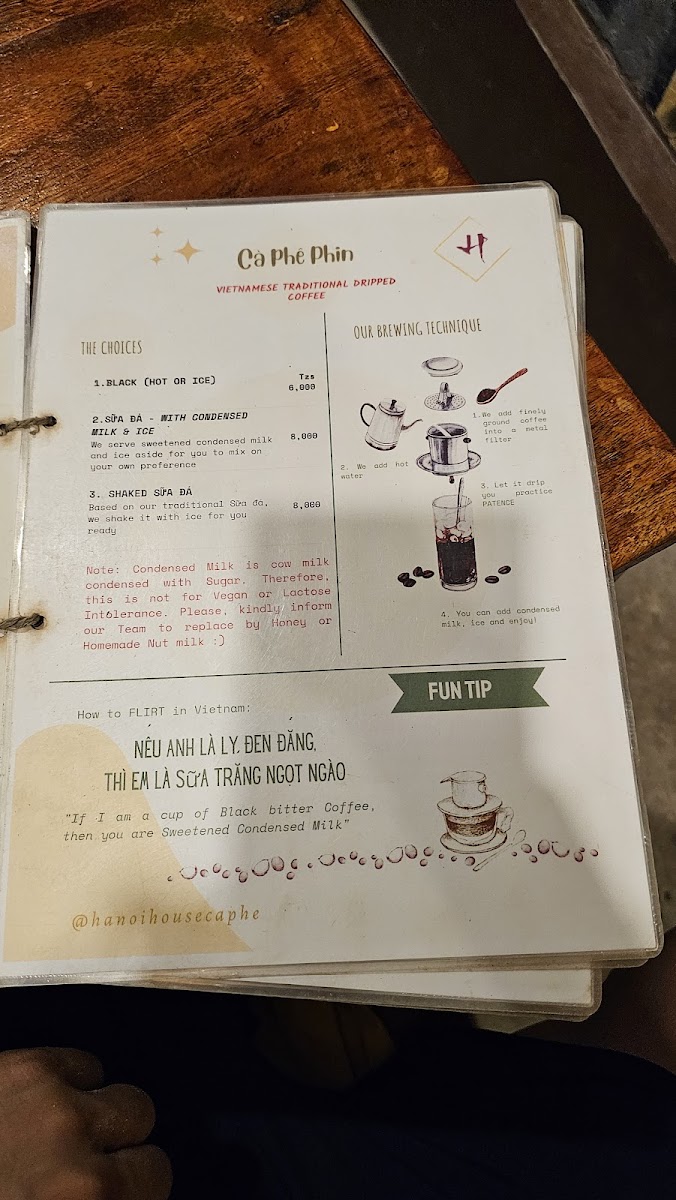 Cà Phê Phin
VIETNAMESE TRADITIONAL DRIPPED
COFFEE
THE CHOICES
1.BLACK (HOT OR ICE)
Tzs
6,000
2.SỮA ĐÁ - WITH CONDENSED
MILK & ICE
We serve sweetened condensed milk
and ice aside for you to mix on
your own preference
8,000
3. SHAKED SỮA ĐÁ
Based on our traditional Sữa đa,
we shake it with ice for you
ready
8,000
Note: Condensed Milk is cow milk
condensed with Sugar. Therefore,
this is not for Vegan or Lactose
Intolerance. Please, kindly inform
our Team to replace by Honey or
Homemade Nut milk :)
OUR BREWING TECHNIQUE
1.We add finely
ground coffee
into a metal
filter
2. We add hot
water
3. Let it drip
you practice
PATENCE
4. You can add condensed
milk, ice and enjoy!
FUN TIP
How to FLIRT in Vietnam:
NẾU ANH LÀ LY, ĐEN ĐẮNG,
THÌ EM LÀ SỮA TRẮNG NGỌT NGÀO
"If I am a cup of Black bitter Coffee,
then you are Sweetened Condensed Milk"
@hanoihousecaphe